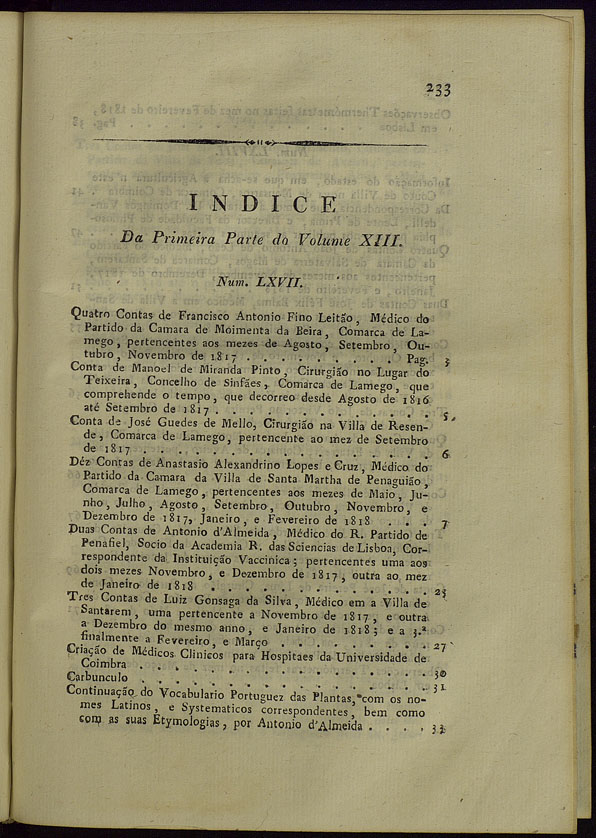 233
INDICE
Da Primeira Parte do Volume XIII.
Num. LXVII.
Quatro Contas de Francisco Antonio Fino Leitão, Médico do
Partido da Camara de Moimenta da Beira, Comarca de La-
mego, pertencentes aos mezes de Agosto, Setembro, Ou-
tubro, Novembro de 1817 . . . . . . . . . Pag. 3
Conta de Manoel de Miranda Pinto, Cirurgião no Lugar do
Teixeira, Concelho de Sinfães, Comarca de Lamego, que
comprehende o tempo, que decorreo desde Agosto de 1816
até Setembro de 1817 . . . . . . . . . . . 5
Conta de José Guedes de Mello, Cirurgião na Villa de Resen-
de, Comarca de Lamego, pertencente ao mez de Setembro
de 1817 . . . . . . . . . . . . . . . . 6
Déz Contas de Anastasio Alexandrino Lopes e Cruz, Médico do
Partido da Camara da Villa de Santa Martha de Penaguião,
Comarca de Lamego, pertencentes aos mezes de Maio, Ju-
nho, Julho, Agosto, Setembro, Outubro, Novembro, e
Dezembro de 1817, Janeiro, e Fevereiro de 1818 . . . 7
Duas Contas de Antonio d'Almeida, Médico do R. Partido de
Penafiel, Socio da Academia R. das Sciencias de Lisboa, Cor-
respondente da Instituição Vaccinica; pertencentes uma aos
dois mezes Novembro, e Dezembro de 1817, outra ao mez
de Janeiro de 1818 . . . . . . . . . . . . 25
Tres Contas de Luiz Gonsaga da Silva, Médico em a Villa de
Santarem, uma pertencente a Novembro de 1817, e outra
a Dezembro do mesmo anno, e Janeiro de 1818; e a 3.ª
finalmente a Fevereiro, e Março . . . . . . . . 27
Criação de Médicos Clinicos para Hospitaes da Universidade de
Coimbra . . . . . . . . . . . . . . . . 30
Carbunculo . . . . . . . . . . . . . . . . 31
Continuação do Vocabulario Portuguez das Plantas, com os no-
mes Latinos, e Systematicos correspondentes, bem como
com as suas Etymologias, por Antonio d'Almeida . . . . 33